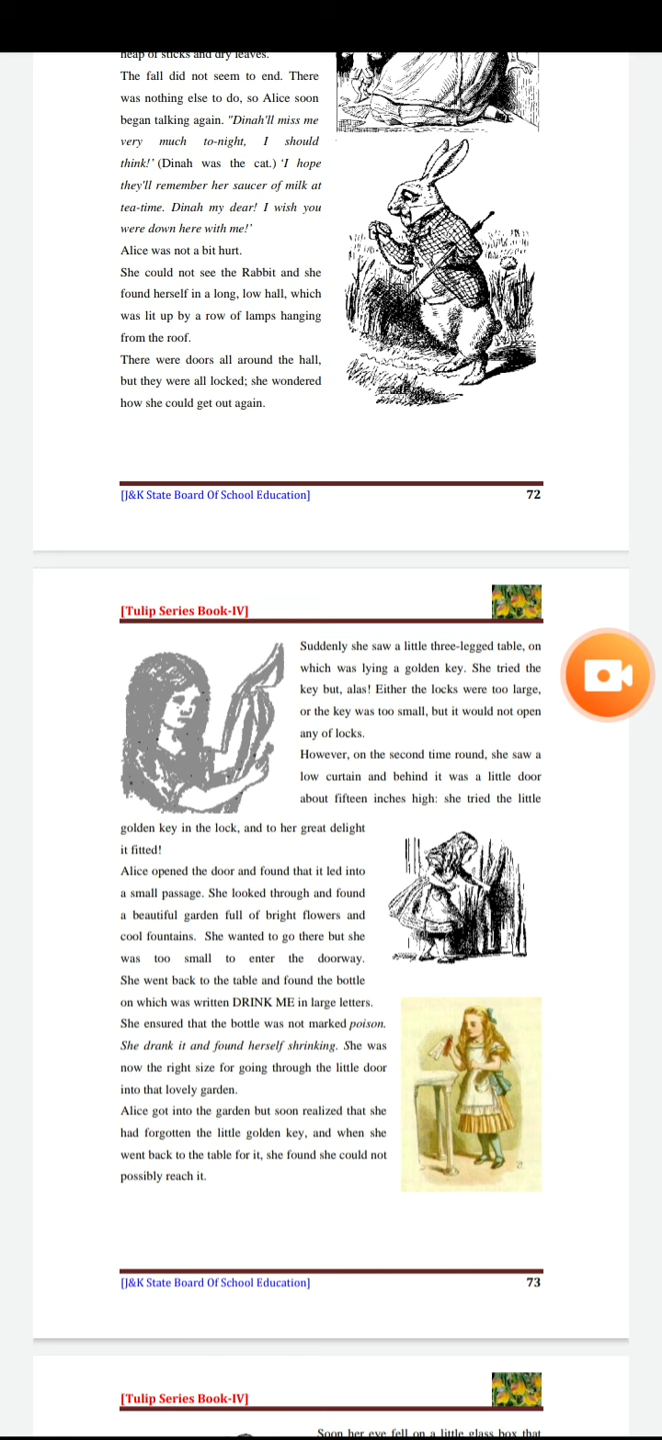 heap of sticks and dry leaves.
The fall did not seem to end. There
was nothing else to do, so Alice soon
began talking again. "Dinah'll miss me
very much to-night, I should
think!' (Dinah was the cat.) 'I hope
they'll remember her saucer of milk at
tea-time. Dinah my dear! I wish you
were down here with me!'
Alice was not a bit hurt.
She could not see the Rabbit and she
found herself in a long, low hall, which
was lit up by a row of lamps hanging
from the roof.
There were doors all around the hall,
but they were all locked; she wondered
how she could get out again.
[J&K State Board Of School Education] 72
[Tulip Series Book-IV]
Suddenly she saw a little three-legged table, on
which was lying a golden key. She tried the
key but, alas! Either the locks were too large,
or the key was too small, but it would not open
any of locks.
However, on the second time round, she saw a
low curtain and behind it was a little door
about fifteen inches high: she tried the little
golden key in the lock, and to her great delight
it fitted!
Alice opened the door and found that it led into
a small passage. She looked through and found
a beautiful garden full of bright flowers and
cool fountains. She wanted to go there but she
was too small to enter the doorway.
She went back to the table and found the bottle
on which was written DRINK ME in large letters.
She ensured that the bottle was not marked poison.
She drank it and found herself shrinking. She was
now the right size for going through the little door
into that lovely garden.
Alice got into the garden but soon realized that she
had forgotten the little golden key, and when she
went back to the table for it, she found she could not
possibly reach it.
[J&K State Board Of School Education] 73
[Tulip Series Book-IV]
Soon her eye fell on a little glass box that